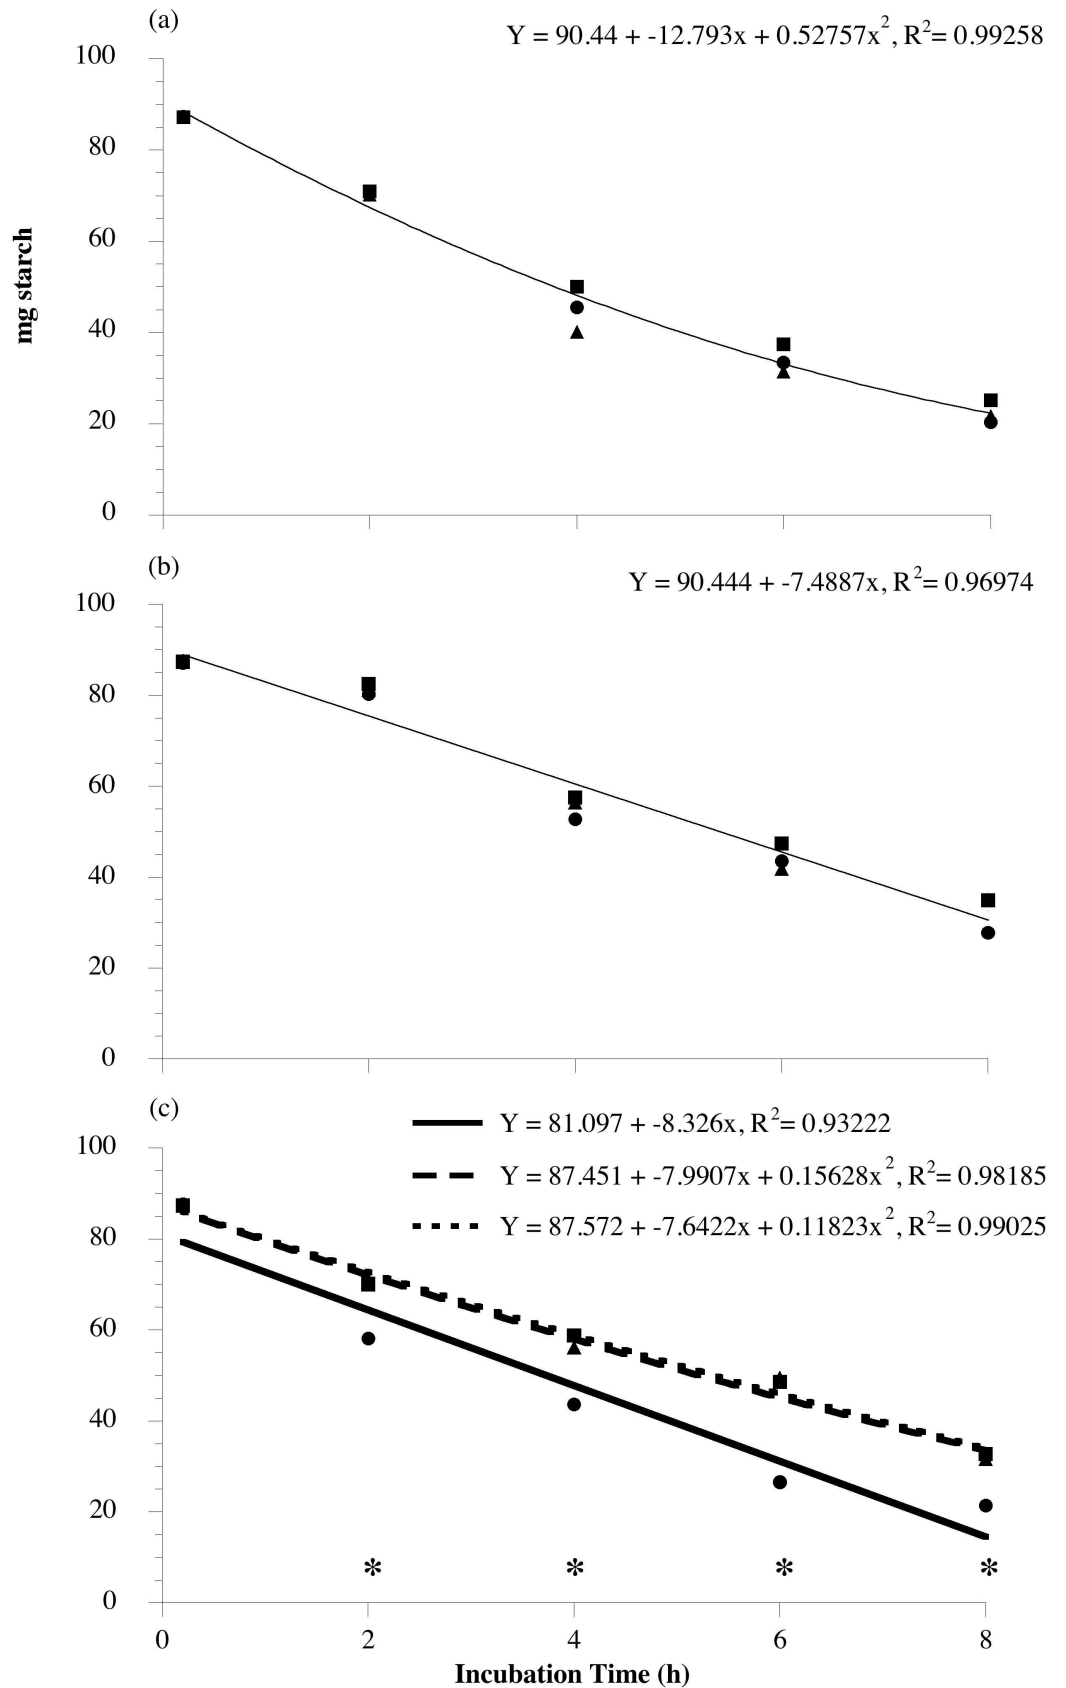 (a)
Y = 90.44 + -12.793x + 0.52757x², R²= 0.99258
100
80
60
40
20
0
mg starch
(b)
Y = 90.444 + -7.4887x, R²= 0.96974
100
80
60
40
20
0
(c)
Y = 81.097 + -8.326x, R²= 0.93222
Y = 87.451 + -7.9907x + 0.15628x², R²= 0.98185
Y = 87.572 + -7.6422x + 0.11823x², R²= 0.99025
100
80
60
40
20
0
* * * *
0 2 4 6 8
Incubation Time (h)